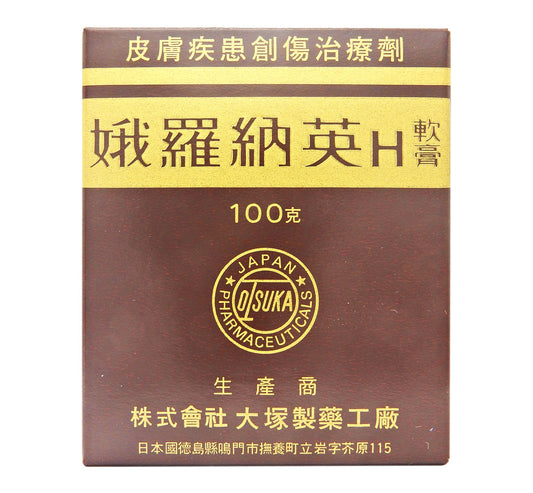 皮膚疾患創傷治療劑
娥羅納英H軟膏
100克
JAPAN
OTSUKA
PHARMACEUTICALS
生產商
株式會社大塚製藥工廠
日本國德島縣鳴門市撫養町立岩字芥原115